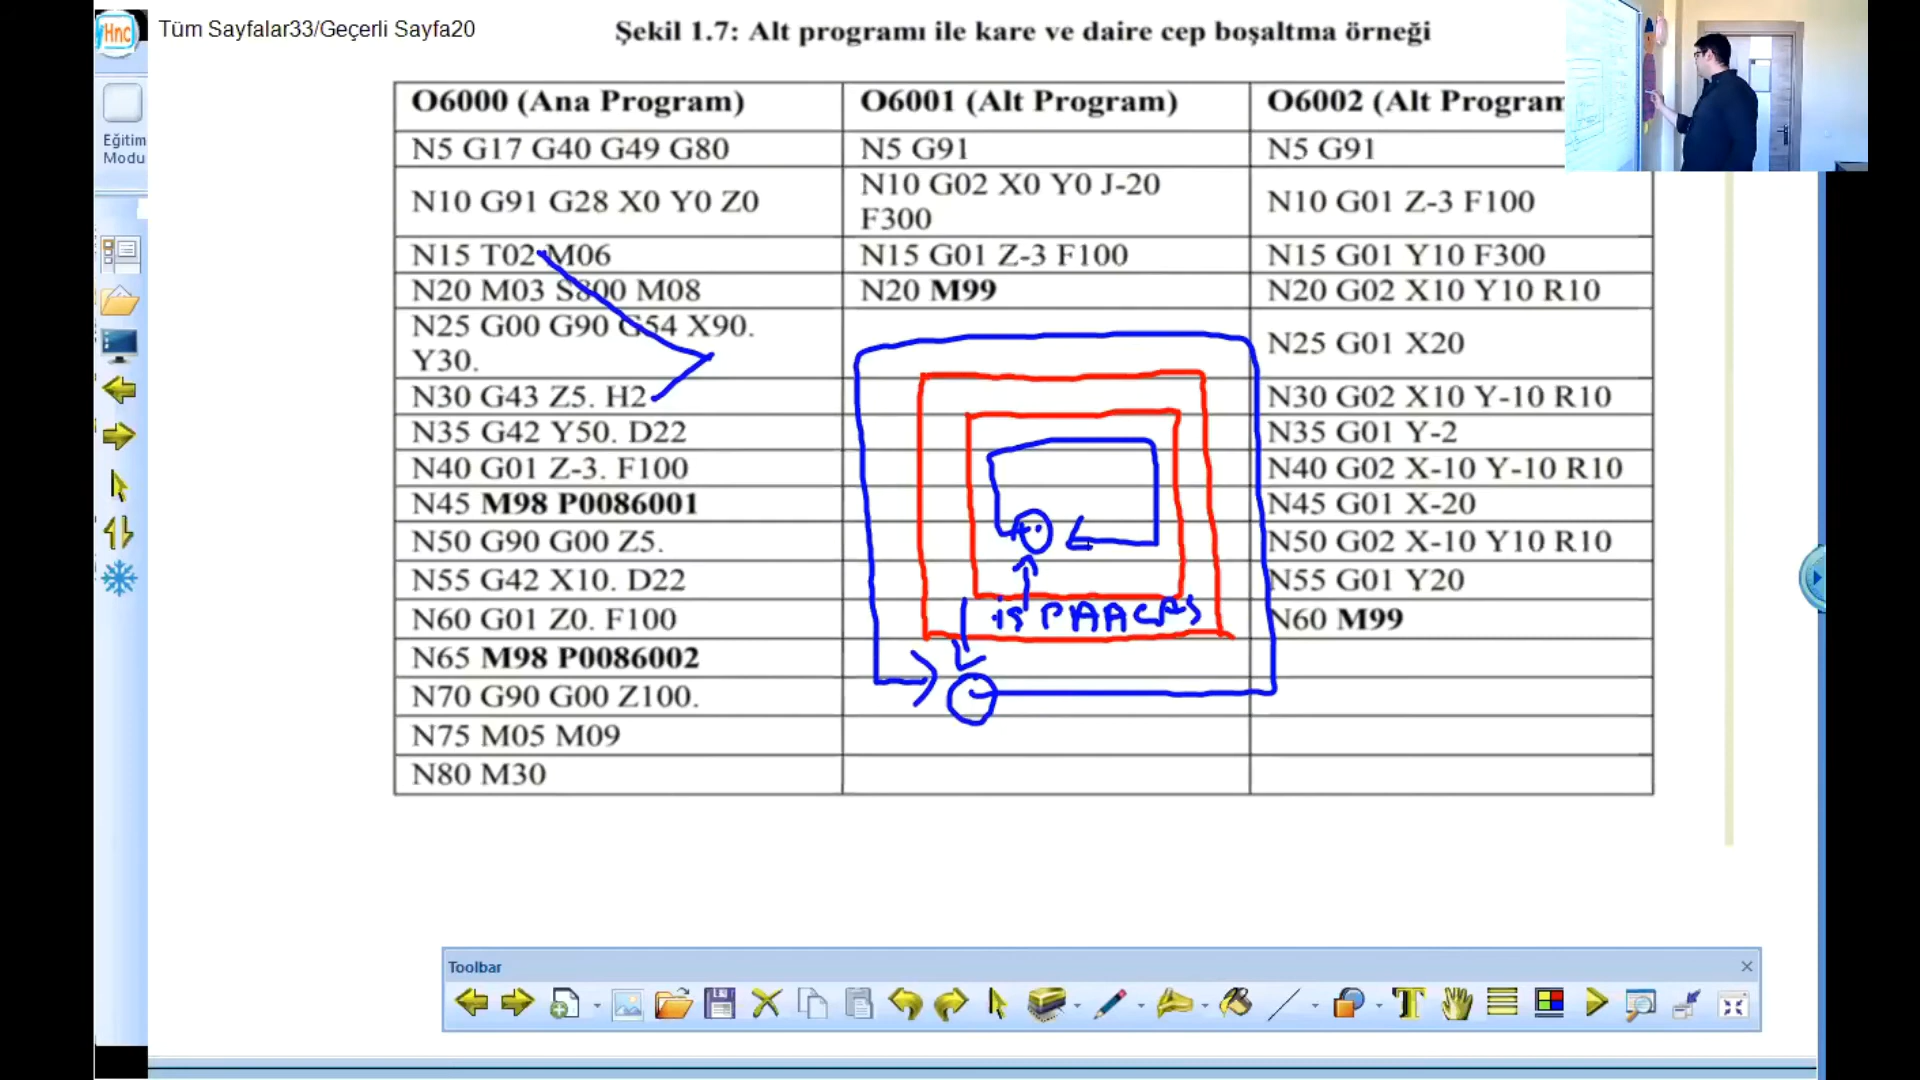 Hnc
Tüm Sayfalar33/Geçerli Sayfa20
Eğitim
Modu
Şekil 1.7: Alt programı ile kare ve daire cep boşaltma örneği
O6000 (Ana Program)
N5 G17 G40 G49 G80
N10 G91 G28 X0 Y0 Z0
N15 T02 M06
N20 M03 S800 M08
N25 G00 G90 G54 X90.
Y30.
N30 G43 Z5. H2
N35 G42 Y50. D22
N40 G01 Z-3. F100
N45 M98 P0086001
N50 G90 G00 Z5.
N55 G42 X10. D22
N60 G01 Z0. F100
N65 M98 P0086002
N70 G90 G00 Z100.
N75 M05 M09
N80 M30
O6001 (Alt Program)
N5 G91
N10 G02 X0 Y0 J-20
F300
N15 G01 Z-3 F100
N20 M99
O6002 (Alt Program
N5 G91
N10 G01 Z-3 F100
N15 G01 Y10 F300
N20 G02 X10 Y10 R10
N25 G01 X20
N30 G02 X10 Y-10 R10
N35 G01 Y-2
N40 G02 X-10 Y-10 R10
N45 G01 X-20
N50 G02 X-10 Y10 R10
N55 G01 Y20
N60 M99
iş
Toolbar